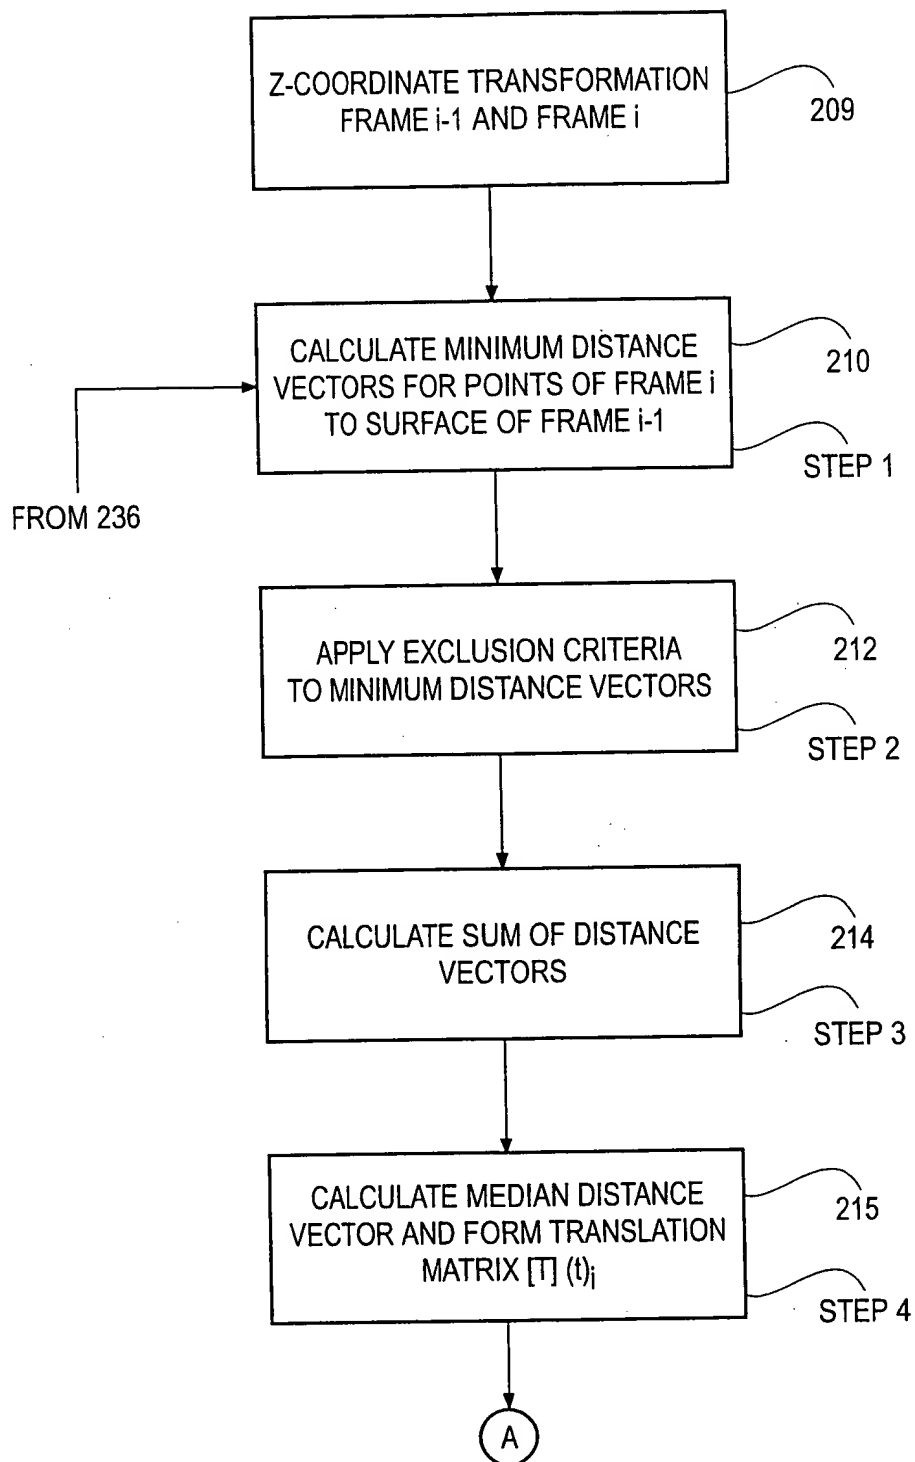 Z-COORDINATE TRANSFORMATION
FRAME i-1 AND FRAME i
209
CALCULATE MINIMUM DISTANCE
VECTORS FOR POINTS OF FRAME i
TO SURFACE OF FRAME i-1
210
STEP 1
FROM 236
APPLY EXCLUSION CRITERIA
TO MINIMUM DISTANCE VECTORS
212
STEP 2
CALCULATE SUM OF DISTANCE
VECTORS
214
STEP 3
CALCULATE MEDIAN DISTANCE
VECTOR AND FORM TRANSLATION
MATRIX [T] (t)i
215
STEP 4
A